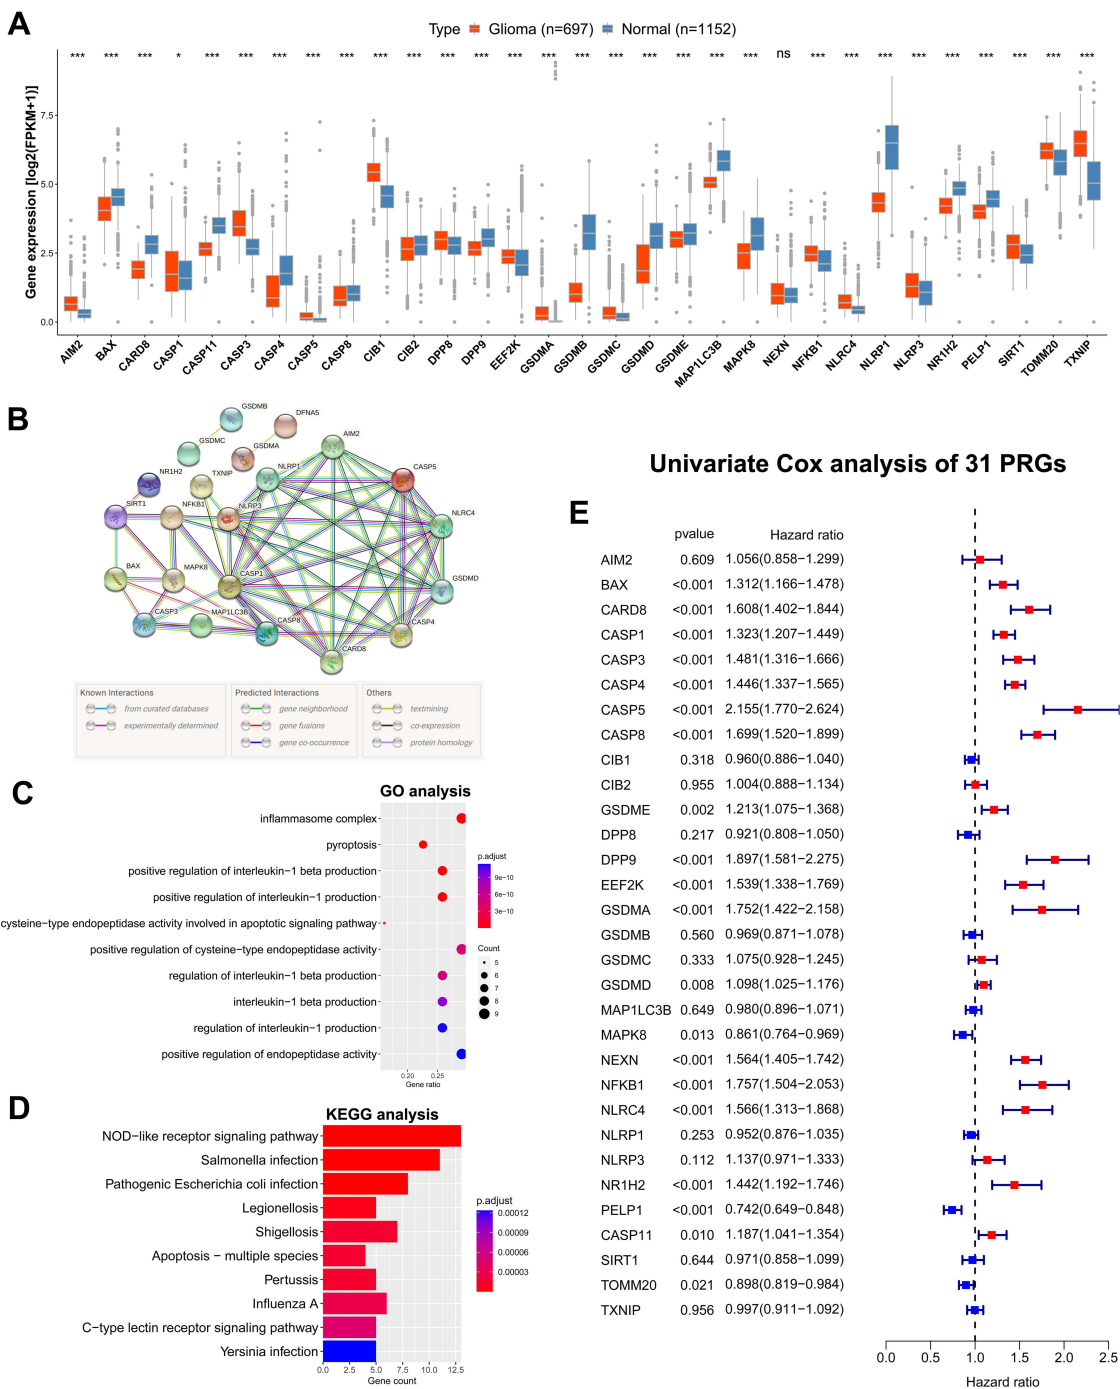 A
Type Glioma (n=697) Normal (n=1152)
*** *** *** * *** *** *** *** *** *** *** *** *** *** *** *** *** *** *** *** *** ns *** *** *** *** *** *** *** *** ***
Gene expression [log2(FPKM+1)]
7.5
5.0
2.5
0.0
AIM2 BAX CARD8 CASP1 CASP11 CASP3 CASP4 CASP5 CASP8 CIB1 CIB2 DPP8 DPP9 EEF2K GSDMA GSDMB GSDMC GSDMD GSDME MAP1LC3B MAPK8 NEXN NFKB1 NLRC4 NLRP1 NLRP3 NR1H2 PELP1 SIRT1 TOMM20 TXNIP
B
GSDMB
DFNA5
GSDMC
GSDMA
AIM2
NLRP1
CASP5
NR1H2
TXNIP
SIRT1
NFKB1
NLRP3
NLRC4
BAX
MAPK8
CASP1
GSDMD
CASP3
MAP1LC3B
CASP8
CASP4
CARD8
Known Interactions
from curated databases
experimentally determined
Predicted Interactions
gene neighborhood
gene fusions
gene co-occurrence
Others
textmining
co-expression
protein homology
C
GO analysis
inflammasome complex
pyroptosis
positive regulation of interleukin−1 beta production
positive regulation of interleukin−1 production
cysteine−type endopeptidase activity involved in apoptotic signaling pathway
positive regulation of cysteine−type endopeptidase activity
regulation of interleukin−1 beta production
interleukin−1 beta production
regulation of interleukin−1 production
positive regulation of endopeptidase activity
0.20 0.25
Gene ratio
p.adjust
9e−10
6e−10
3e−10
Count
5
6
7
8
9
D
KEGG analysis
NOD−like receptor signaling pathway
Salmonella infection
Pathogenic Escherichia coli infection
Legionellosis
Shigellosis
Apoptosis − multiple species
Pertussis
Influenza A
C−type lectin receptor signaling pathway
Yersinia infection
0.0 2.5 5.0 7.5 10.0 12.5
Gene count
p.adjust
0.00012
0.00009
0.00006
0.00003
Univariate Cox analysis of 31 PRGs
E
pvalue Hazard ratio
AIM2 0.609 1.056(0.858−1.299)
BAX <0.001 1.312(1.166−1.478)
CARD8 <0.001 1.608(1.402−1.844)
CASP1 <0.001 1.323(1.207−1.449)
CASP3 <0.001 1.481(1.316−1.666)
CASP4 <0.001 1.446(1.337−1.565)
CASP5 <0.001 2.155(1.770−2.624)
CASP8 <0.001 1.699(1.520−1.899)
CIB1 0.318 0.960(0.886−1.040)
CIB2 0.955 1.004(0.888−1.134)
GSDME 0.002 1.213(1.075−1.368)
DPP8 0.217 0.921(0.808−1.050)
DPP9 <0.001 1.897(1.581−2.275)
EEF2K <0.001 1.539(1.338−1.769)
GSDMA <0.001 1.752(1.422−2.158)
GSDMB 0.560 0.969(0.871−1.078)
GSDMC 0.333 1.075(0.928−1.245)
GSDMD 0.008 1.098(1.025−1.176)
MAP1LC3B 0.649 0.980(0.896−1.071)
MAPK8 0.013 0.861(0.764−0.969)
NEXN <0.001 1.564(1.405−1.742)
NFKB1 <0.001 1.757(1.504−2.053)
NLRC4 <0.001 1.566(1.313−1.868)
NLRP1 0.253 0.952(0.876−1.035)
NLRP3 0.112 1.137(0.971−1.333)
NR1H2 <0.001 1.442(1.192−1.746)
PELP1 <0.001 0.742(0.649−0.848)
CASP11 0.010 1.187(1.041−1.354)
SIRT1 0.644 0.971(0.858−1.099)
TOMM20 0.021 0.898(0.819−0.984)
TXNIP 0.956 0.997(0.911−1.092)
0.0 0.5 1.0 1.5 2.0 2.5
Hazard ratio